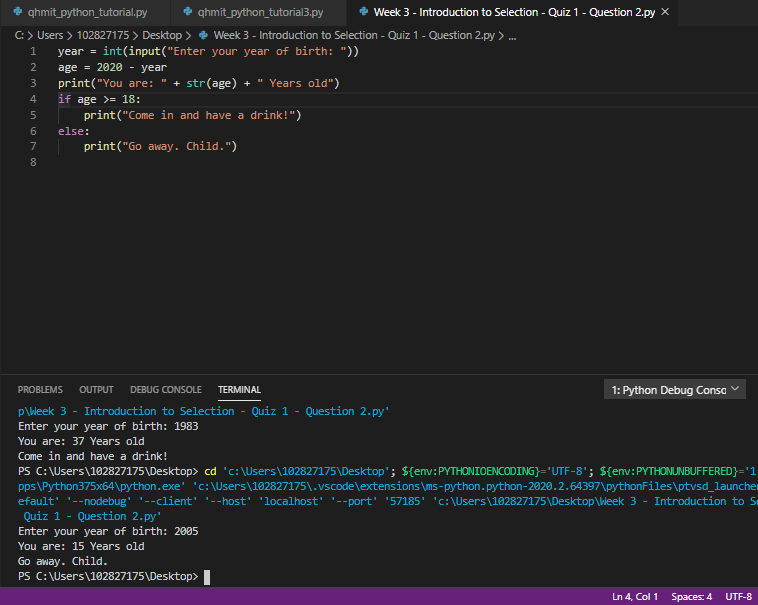 qhmit_python_tutorial.py qhmit_python_tutorial3.py Week 3 - Introduction to Selection - Quiz 1 - Question 2.py ×
C: > Users > 102827175 > Desktop > Week 3 - Introduction to Selection - Quiz 1 - Question 2.py > ...
1 year = int(input("Enter your year of birth: "))
2 age = 2020 - year
3 print("You are: " + str(age) + " Years old")
4 if age >= 18:
5 print("Come in and have a drink!")
6 else:
7 print("Go away. Child.")
8
PROBLEMS OUTPUT DEBUG CONSOLE TERMINAL 1: Python Debug Consc
p\Week 3 - Introduction to Selection - Quiz 1 - Question 2.py'
Enter your year of birth: 1983
You are: 37 Years old
Come in and have a drink!
PS C:\Users\102827175\Desktop> cd 'c:\Users\102827175\Desktop'; ${env:PYTHONIOENCODING}='UTF-8'; ${env:PYTHONUNBUFFERED}='1
pps\Python375x64\python.exe' 'c:\Users\102827175\.vscode\extensions\ms-python.python-2020.2.64397\pythonFiles\ptvsd_launche
efault' '--nodebug' '--client' '--host' 'localhost' '--port' '57185' 'c:\Users\102827175\Desktop\Week 3 - Introduction to S
Quiz 1 - Question 2.py'
Enter your year of birth: 2005
You are: 15 Years old
Go away. Child.
PS C:\Users\102827175\Desktop>
Ln 4, Col 1 Spaces: 4 UTF-8